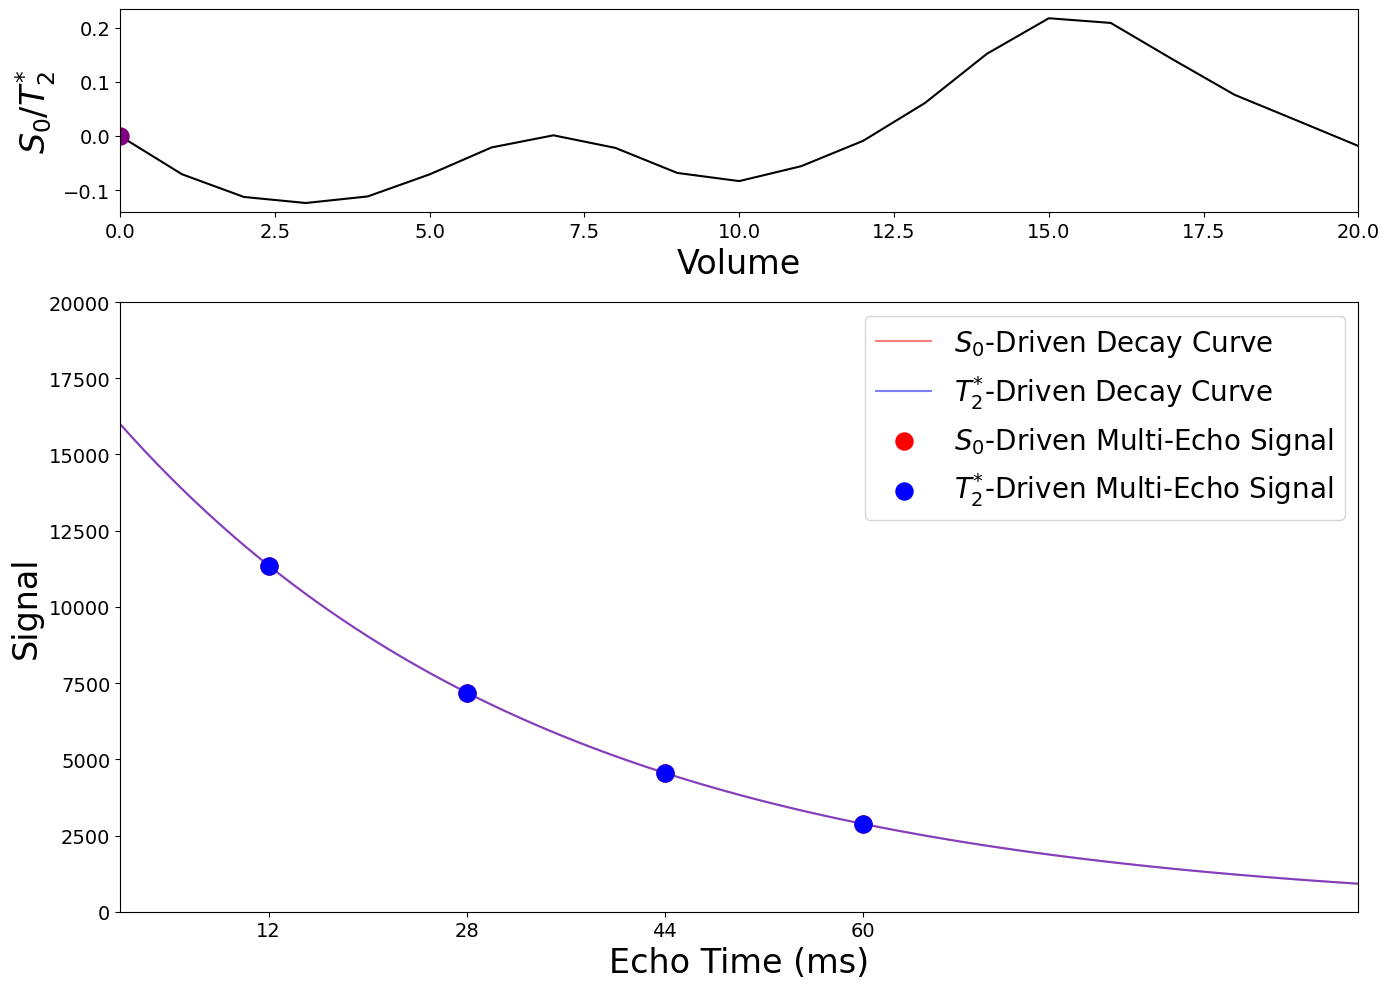 0.2
0.1
0.0
−0.1
S₀/T₂*
0.0 2.5 5.0 7.5 10.0 12.5 15.0 17.5 20.0
Volume
20000
17500
15000
12500
10000
7500
5000
2500
0
Signal
S₀-Driven Decay Curve
T₂*-Driven Decay Curve
S₀-Driven Multi-Echo Signal
T₂*-Driven Multi-Echo Signal
12 28 44 60
Echo Time (ms)